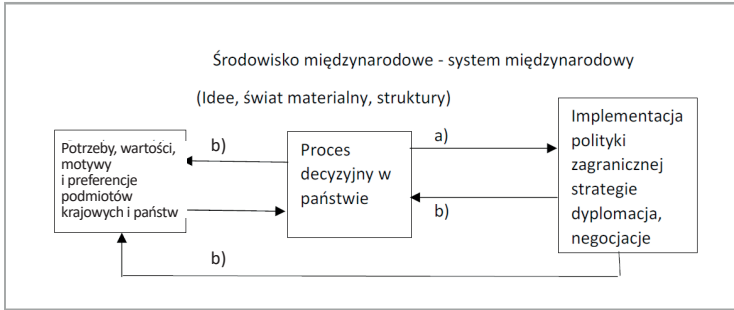 Środowisko międzynarodowe - system międzynarodowy
(Idee, świat materialny, struktury)
Potrzeby, wartości,
motywy
i preferencje
podmiotów
krajowych i państw
b)
Proces
decyzyjny w
państwie
a)
b)
Implementacja
polityki
zagranicznej
strategie
dyplomacja,
negocjacje
b)